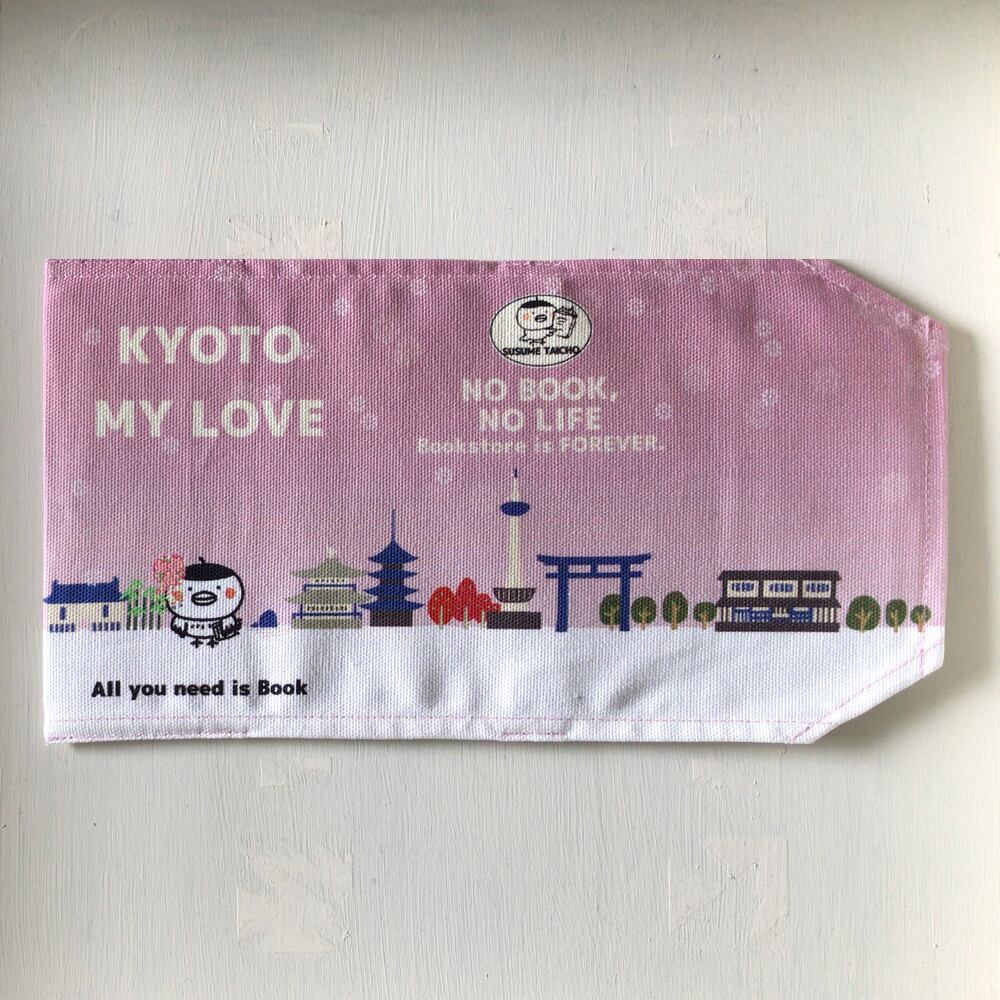 KYOTO
MY LOVE
SUSUME TAICHO
NO BOOK,
NO LIFE
Bookstore is FOREVER.
All you need is Book